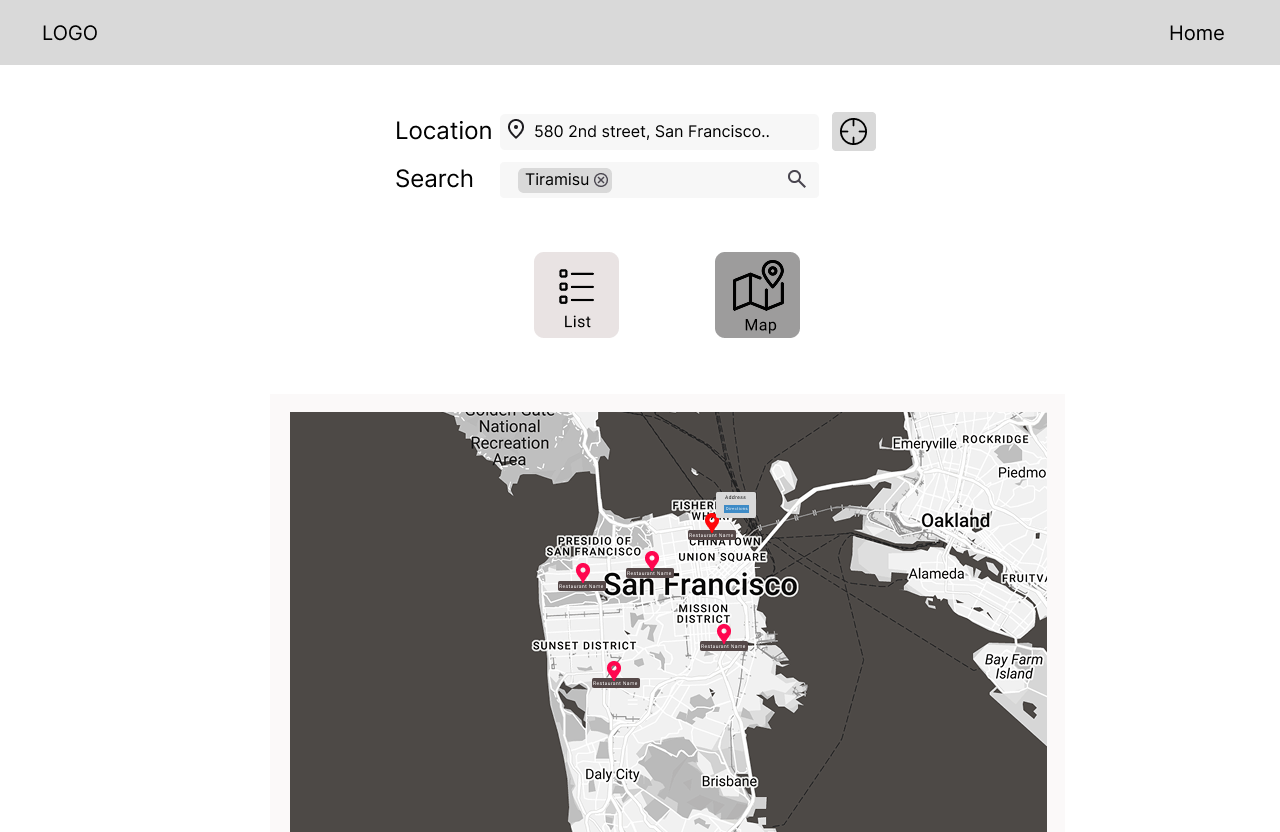 LOGO
Home
Location
580 2nd street, San Francisco..
Search
Tiramisu
List
Map
Golden Gate
National
Recreation
Area
Emeryville
ROCKRIDGE
Piedmo
Address
Directions
FISHER
WH
Restaurant Name
CHINATOWN
Oakland
PRESIDIO OF
SAN FRANCISCO
UNION SQUARE
Restaurant Name
Restaurant Name
San Francisco
Alameda
FRUITVA
MISSION
DISTRICT
SUNSET DISTRICT
Restaurant Name
Bay Farm
Island
Restaurant Name
Daly City
Brisbane